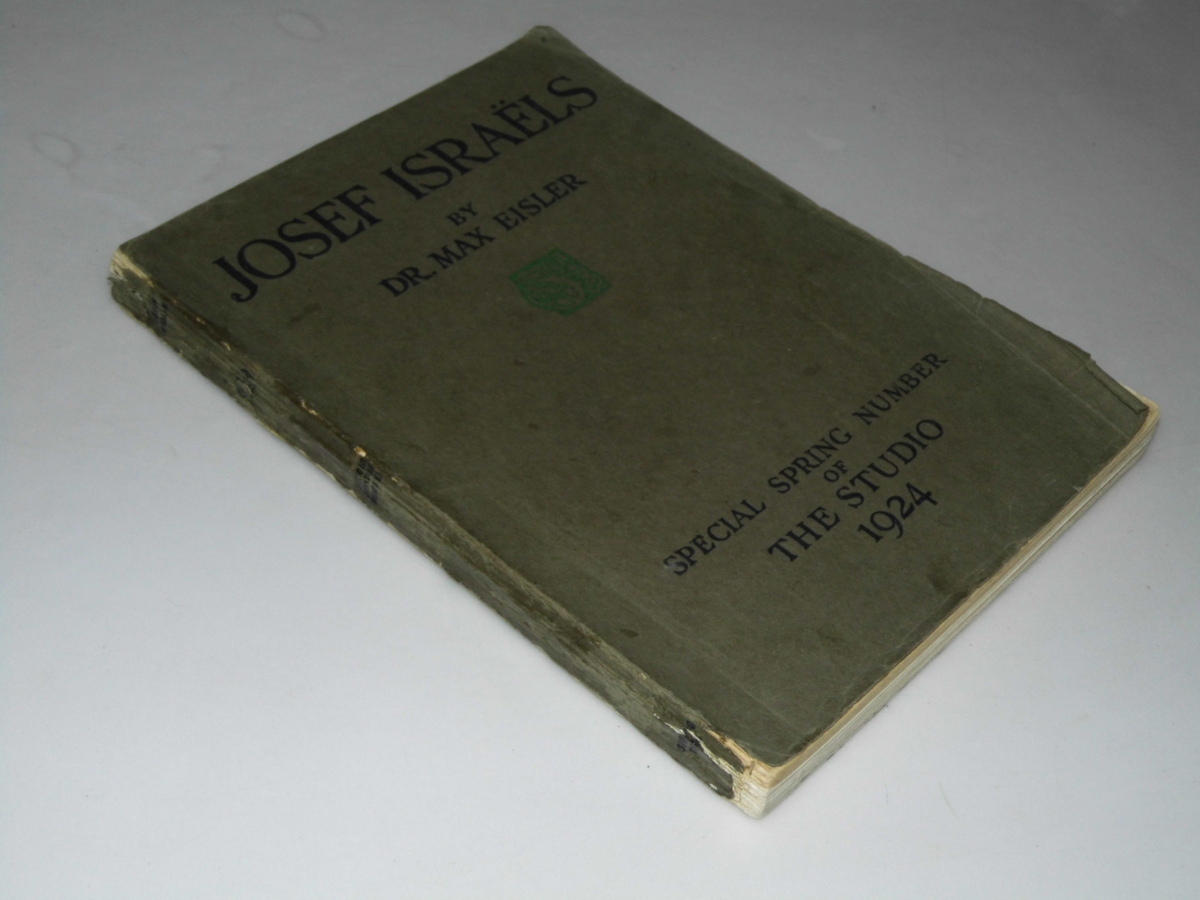 JOSEF ISRAËLS
BY
DR. MAX EISLER
SPECIAL SPRING NUMBER
OF
THE STUDIO
1924